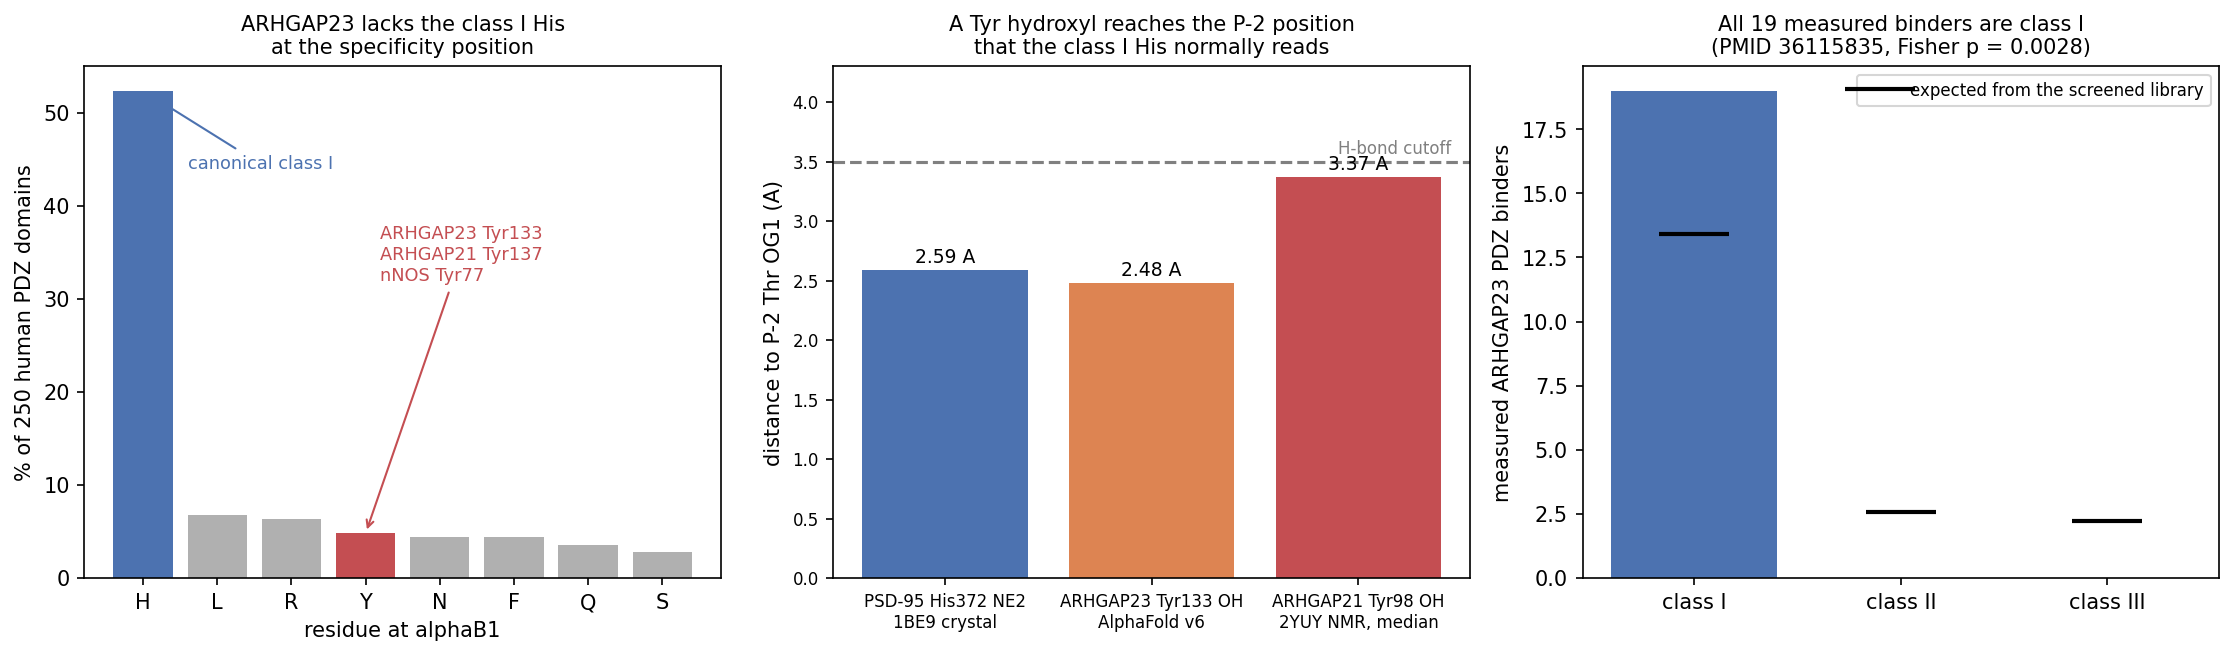 ARHGAP23 lacks the class I His
at the specificity position
% of 250 human PDZ domains
50
40
30
20
10
0
canonical class I
ARHGAP23 Tyr133
ARHGAP21 Tyr137
nNOS Tyr77
H L R Y N F Q S
residue at alphaB1
A Tyr hydroxyl reaches the P-2 position
that the class I His normally reads
distance to P-2 Thr OG1 (A)
4.0
3.5
3.0
2.5
2.0
1.5
1.0
0.5
0.0
H-bond cutoff
3.37 A
2.59 A
2.48 A
PSD-95 His372 NE2
1BE9 crystal
ARHGAP23 Tyr133 OH
AlphaFold v6
ARHGAP21 Tyr98 OH
2YUY NMR, median
All 19 measured binders are class I
(PMID 36115835, Fisher p = 0.0028)
measured ARHGAP23 PDZ binders
17.5
15.0
12.5
10.0
7.5
5.0
2.5
0.0
expected from the screened library
class I class II class III